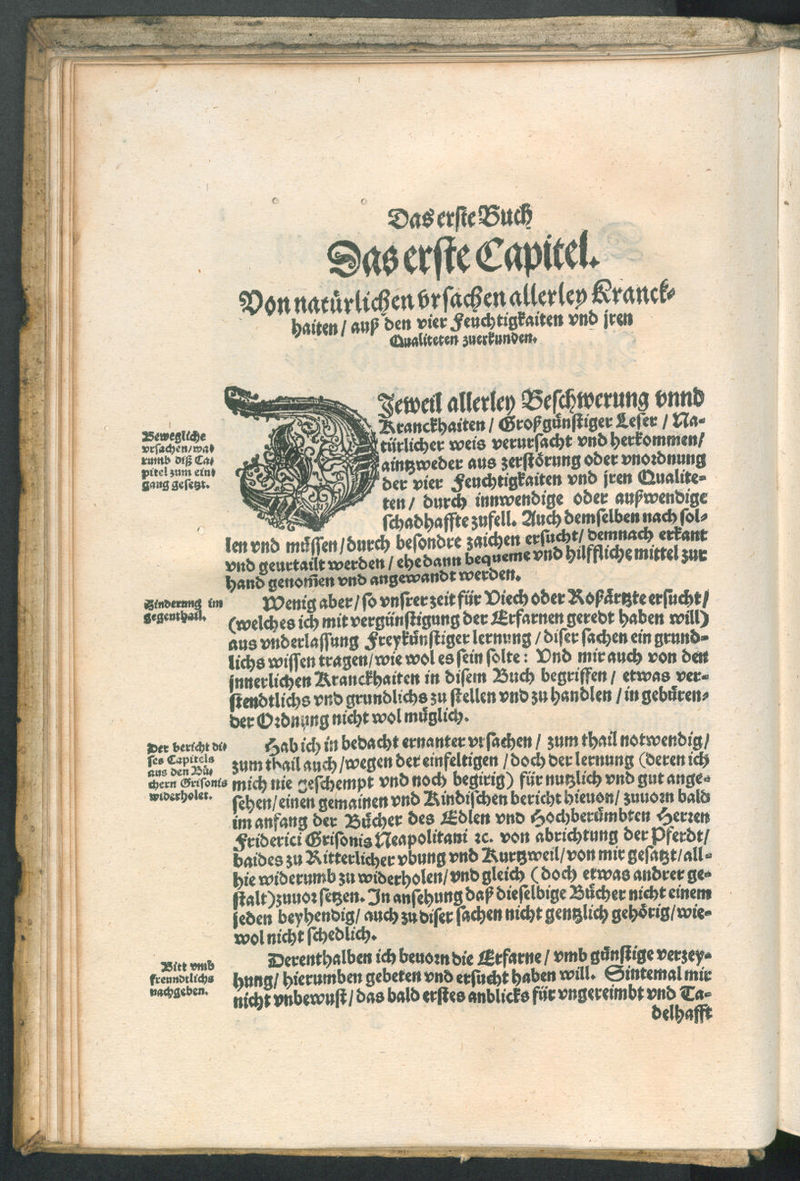 Das erste Buch
Das erste Capitel.
Von natürlichen vrsachen allerley Kranck-
haiten / auß den vier Feuchtigkaiten vnd jren
Qualiteten zuerkunden.
DJeweil allerley Beschwerung vnnd
Kranckhaiten / Großgünstiger Leser / Na-
türlicher weis verursacht vnd herkommen /
aintzweder aus zerstörung oder vnordnung
der vier Feuchtigkaiten vnd jren Qualite-
ten / durch innwendige oder außwendige
schadhaffte zufell. Auch demselben nach sol-
len vnd müssen / durch besondre zaichen ersucht / demnach erkant
vnd geurtailt werden / ehe dann bequeme vnd hilffliche mittel zur
hand genom̃en vnd angewandt werden.
Bewegliche
vrsachen / wa-
rumb diß Ca-
pitel zum ein-
gang gesetzt.
Wenig aber / so vnsrer zeit für Viech oder Roßärtzte ersucht /
(welches ich mit vergünstigung der Erfarnen geredt haben will)
aus vnderlassung Freykünstiger lernung / diser sachen ein grund-
lichs wissen tragen / wie wol es sein solte: Vnd mir auch von den
jnnerlichen Kranckhaiten in disem Buch begriffen / etwas ver-
stendtlichs vnd grundlichs zu stellen vnd zu handlen / in gebüren-
der Ordnung nicht wol müglich.
Hinderung im
gegenthail.
Hab ich in bedacht ernanter vrsachen / zum thail notwendig /
zum thail auch / wegen der einfeltigen / doch der lernung (deren ich
mich nie geschempt vnd noch begirig) für nutzlich vnd gut ange-
sehen / einen gemainen vnd Kindischen bericht hieuon / zuuorn bald
im anfang der Bücher des Edlen vnd Hochberümbten Herren
Friderici Grisonis Neapolitani ꝛc. von abrichtung der Pferdt /
baides zu Ritterlicher vbung vnd Kurtzweil / von mir gesatzt / all-
hie widerumb zu widerholen / vnd gleich (doch etwas andrer ge-
stalt) zuuor setzen. In ansehung daß dieselbige Bücher nicht einem
jeden beyhendig / auch zu diser sachen nicht gentzlich gehörig / wie-
wol nicht schedlich.
Der bericht di-
ses Capitels
aus den Bü-
chern Grisonis
widerholet.
Derenthalben ich beuorn die Erfarne / vmb günstige verzey-
hung / hierumben gebeten vnd ersucht haben will. Sintemal mir
nicht vnbewust / das bald erstes anblicks für vngereimbt vnd Ta-
delhafft
Bitt vmb
freundtlichs
nachgeben.